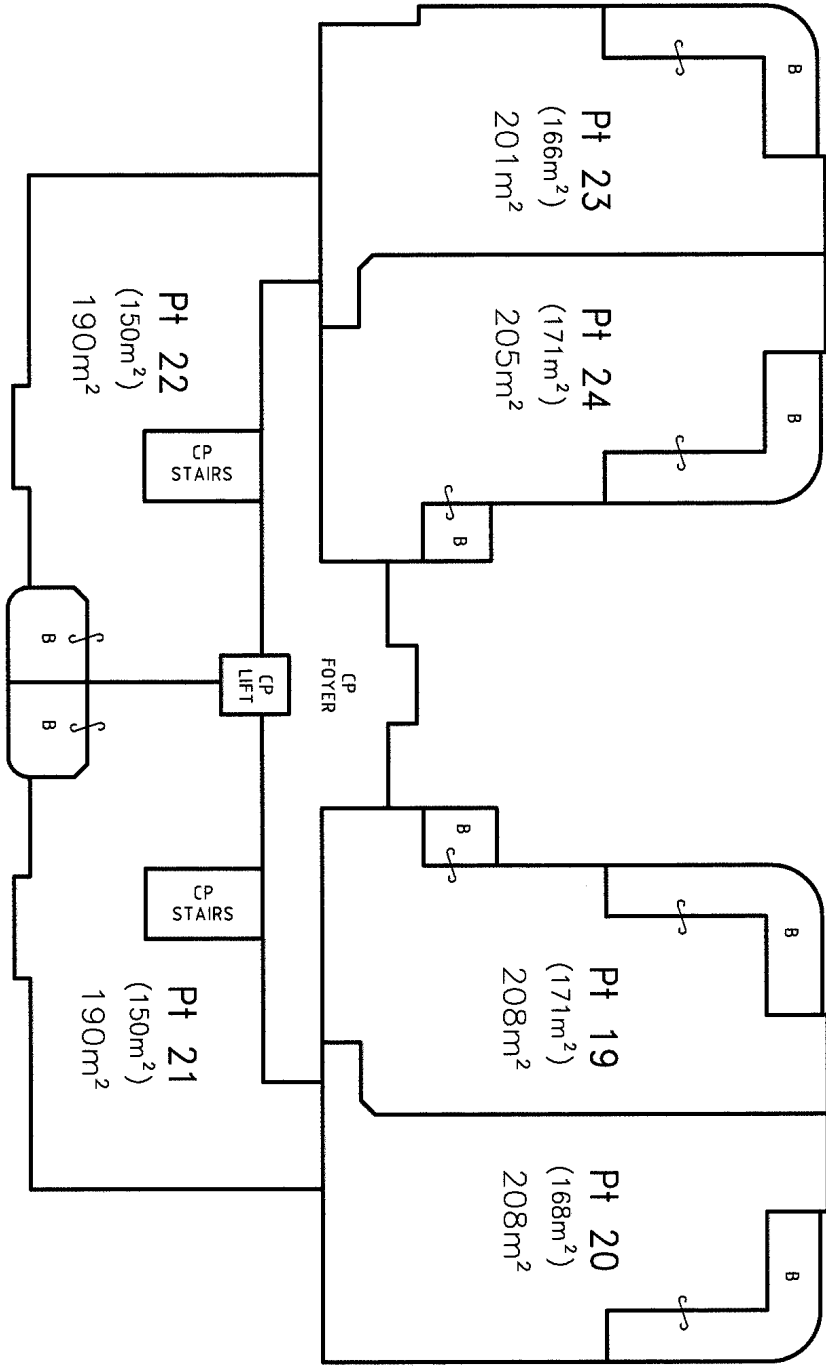 B
Pt 23
(166m²)
201m²
Pt 24
(171m²)
205m²
B
B
Pt 22
(150m²)
190m²
CP
STAIRS
B
B
CP
LIFT
CP
FOYER
CP
STAIRS
Pt 21
(150m²)
190m²
B
B
Pt 19
(171m²)
208m²
Pt 20
(168m²)
208m²
B